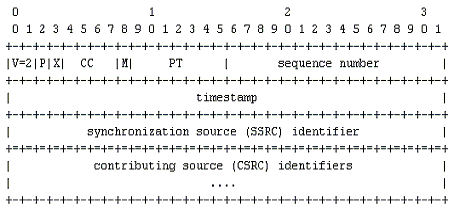 0                   1                   2                   3
0 1 2 3 4 5 6 7 8 9 0 1 2 3 4 5 6 7 8 9 0 1 2 3 4 5 6 7 8 9 0 1
+-+-+-+-+-+-+-+-+-+-+-+-+-+-+-+-+-+-+-+-+-+-+-+-+-+-+-+-+-+-+-+-+
|V=2|P|X|  CC   |M|     PT      |       sequence number         |
+-+-+-+-+-+-+-+-+-+-+-+-+-+-+-+-+-+-+-+-+-+-+-+-+-+-+-+-+-+-+-+-+
|                           timestamp                           |
+-+-+-+-+-+-+-+-+-+-+-+-+-+-+-+-+-+-+-+-+-+-+-+-+-+-+-+-+-+-+-+-+
|           synchronization source (SSRC) identifier            |
+=+=+=+=+=+=+=+=+=+=+=+=+=+=+=+=+=+=+=+=+=+=+=+=+=+=+=+=+=+=+=+=+
|            contributing source (CSRC) identifiers             |
|                             ....                              |
+-+-+-+-+-+-+-+-+-+-+-+-+-+-+-+-+-+-+-+-+-+-+-+-+-+-+-+-+-+-+-+-+